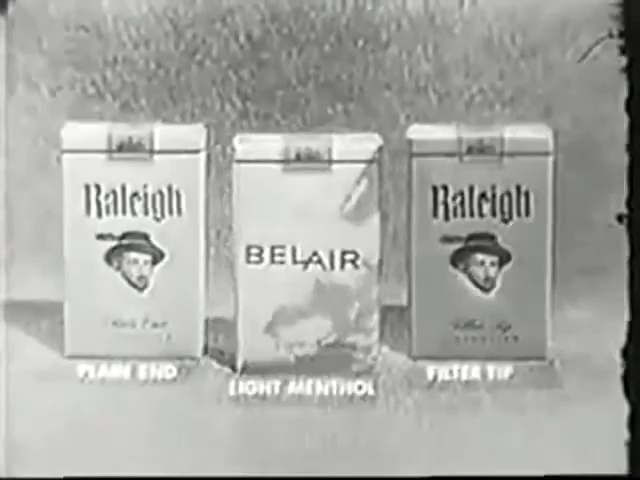 Raleigh
PLAIN END
BELAIR
LIGHT MENTHOL
Raleigh
FILTER TIP